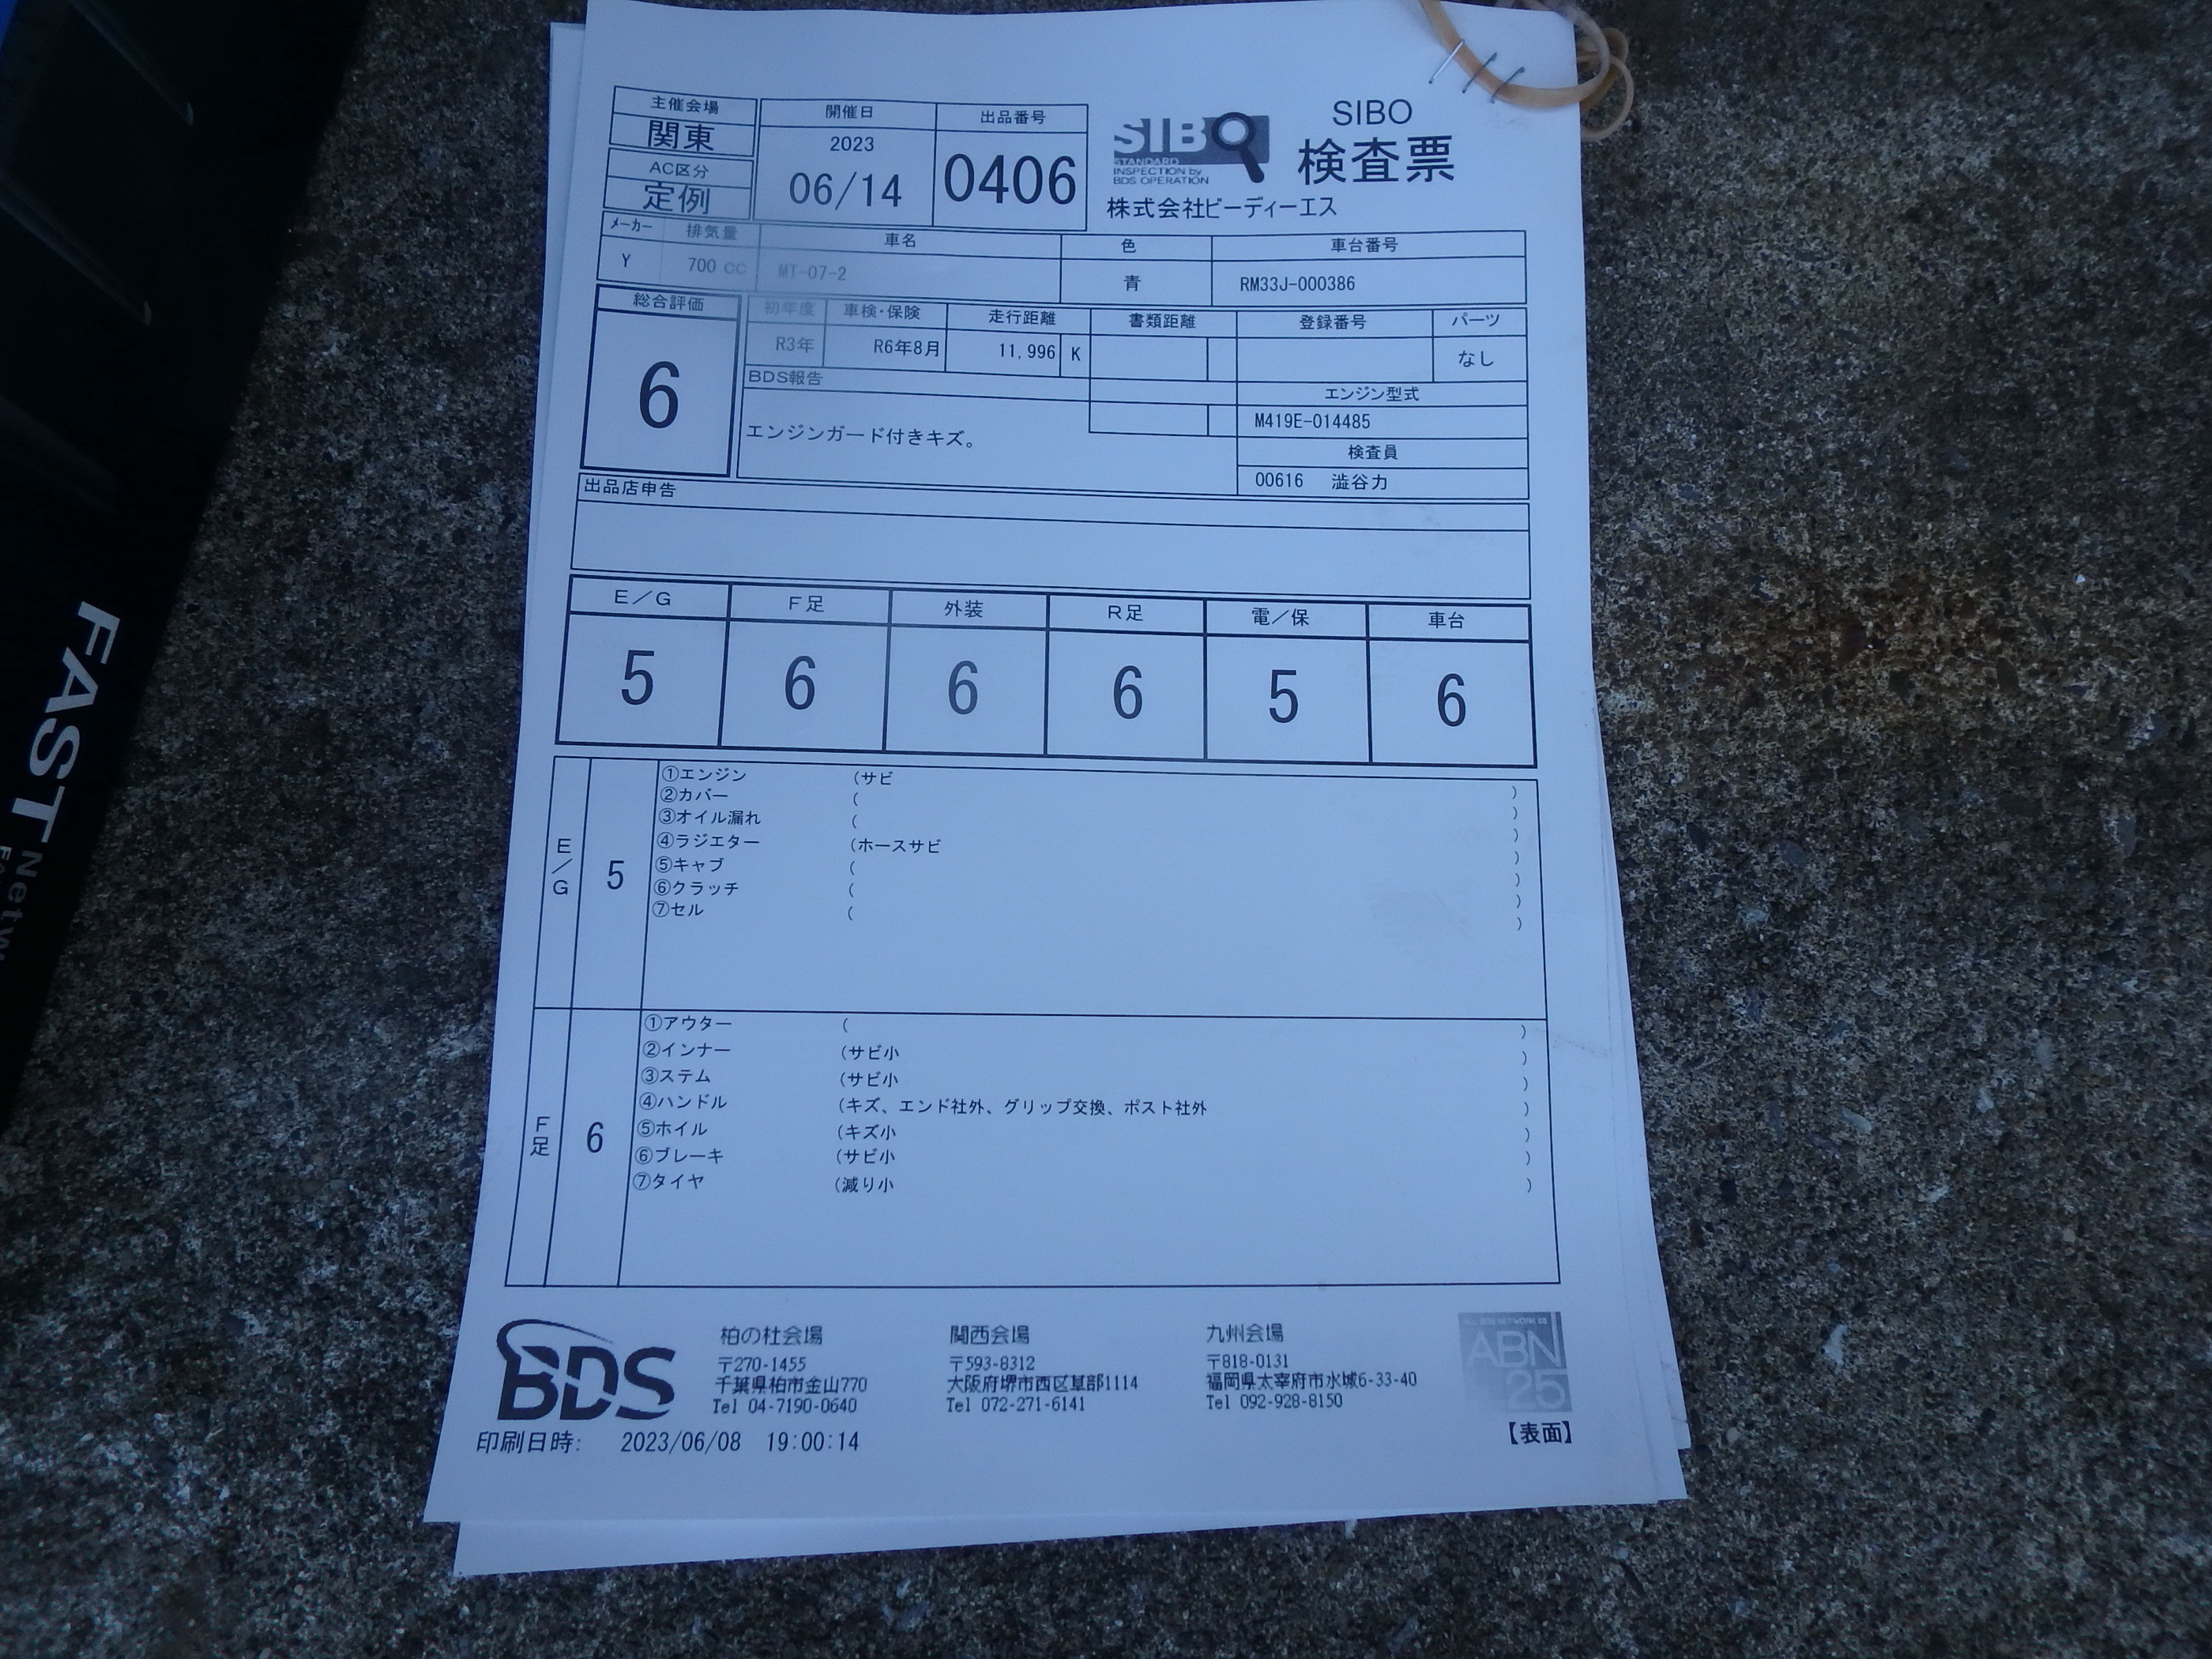 主催会場
関東
AC区分
定例
開催日
2023
06/14
出品番号
0406
SIBO
STANDARD
INSPECTION by
BDS OPERATION
SIBO
検査票
株式会社ビーディーエス
メーカー 排気量 車名 色 車台番号
Y 700 CC MT-07-2 青 RM33J-000386
総合評価
6
初年度 車検・保険 走行距離 書類距離 登録番号 パーツ
R3年 R6年8月 11,996 K なし
BDS報告
エンジンガード付きキズ。
エンジン型式
M419E-014485
検査員
00616 澁谷力
出品店申告
E/G F足 外装 R足 電/保 車台
5 6 6 6 5 6
E/G
5
①エンジン (サビ )
②カバー ( )
③オイル漏れ ( )
④ラジエター (ホースサビ )
⑤キャブ ( )
⑥クラッチ ( )
⑦セル ( )
F足
6
①アウター ( )
②インナー (サビ小 )
③ステム (サビ小 )
④ハンドル (キズ、エンド社外、グリップ交換、ポスト社外 )
⑤ホイル (キズ小 )
⑥ブレーキ (サビ小 )
⑦タイヤ (減り小 )
BDS
柏の杜会場
〒270-1455
千葉県柏市金山770
Tel 04-7190-0640
関西会場
〒593-8312
大阪府堺市西区草部1114
Tel 072-271-6141
九州会場
〒818-0131
福岡県太宰府市水城6-33-40
Tel 092-928-8150
ABN
25
【表面】
印刷日時: 2023/06/08 19:00:14
FAST